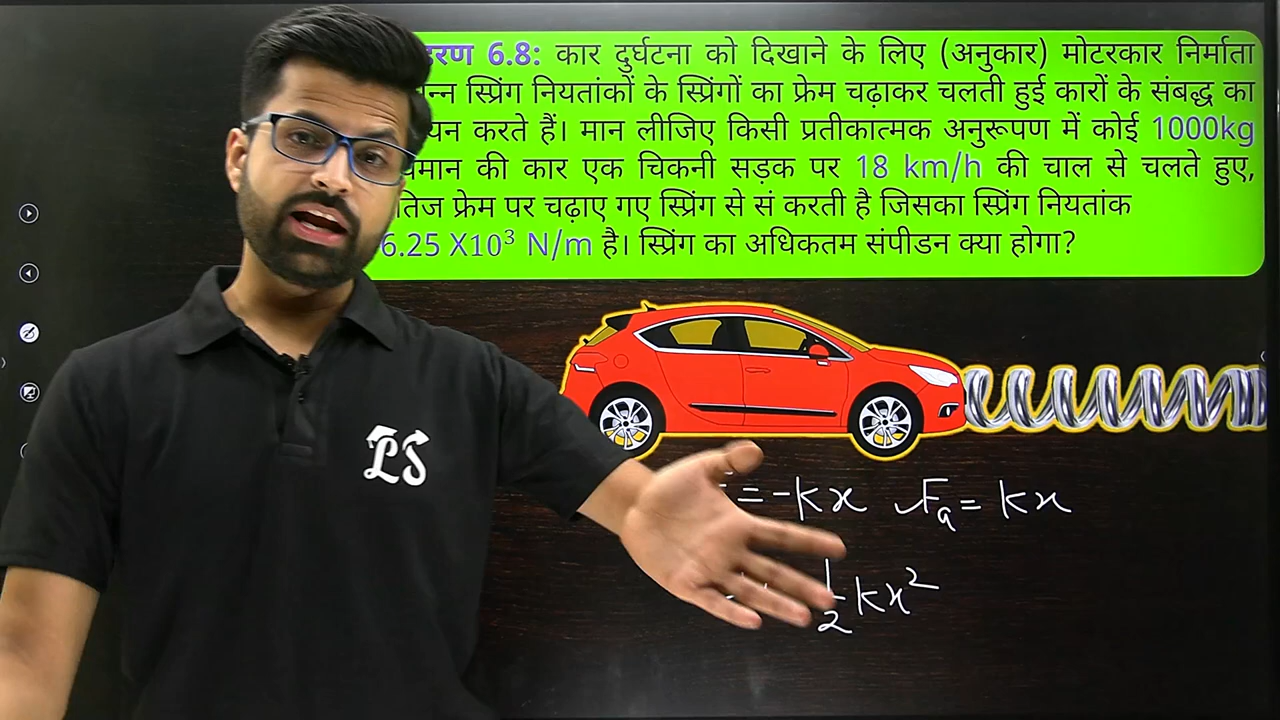 हरण 6.8: कार दुर्घटना को दिखाने के लिए (अनुकार) मोटरकार निर्माता
न्न स्प्रिंग नियतांकों के स्प्रिंगों का फ्रेम चढ़ाकर चलती हुई कारों के संबद्ध का
यन करते हैं। मान लीजिए किसी प्रतीकात्मक अनुरूपण में कोई 1000kg
मान की कार एक चिकनी सड़क पर 18 km/h की चाल से चलते हुए,
तिज फ्रेम पर चढ़ाए गए स्प्रिंग से सं करती है जिसका स्प्रिंग नियतांक
6.25 X10³ N/m है। स्प्रिंग का अधिकतम संपीडन क्या होगा?
= -kx Fa = kx
1/2 kx²
LS